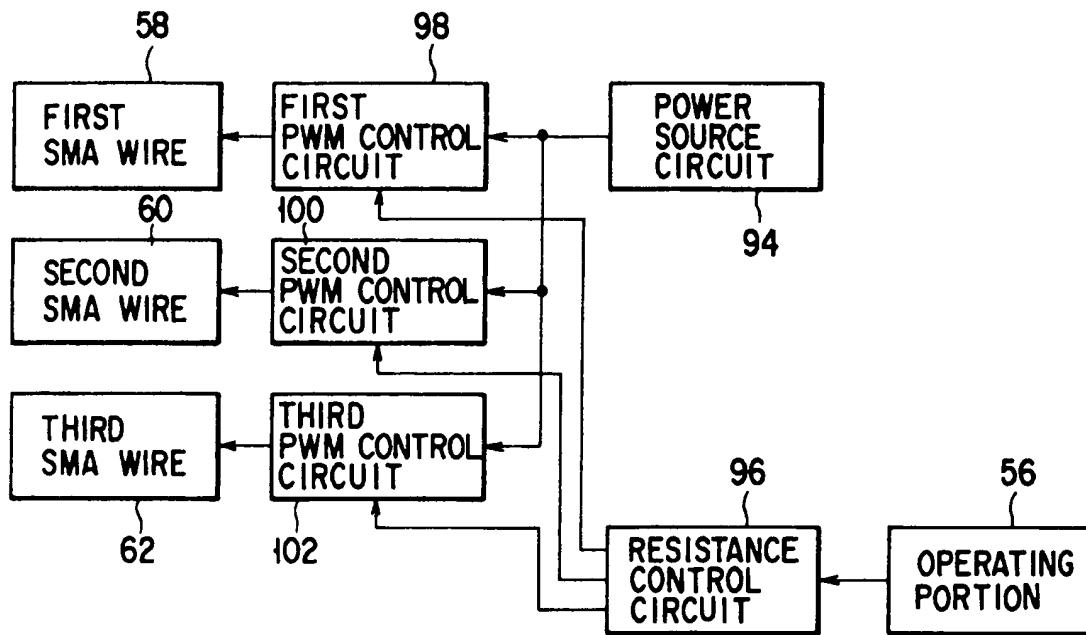 58
98
FIRST
SMA WIRE
FIRST
PWM CONTROL
CIRCUIT
POWER
SOURCE
CIRCUIT
94
60
100
SECOND
SMA WIRE
SECOND
PWM CONTROL
CIRCUIT
THIRD
SMA WIRE
THIRD
PWM CONTROL
CIRCUIT
62
102
96
56
RESISTANCE
CONTROL
CIRCUIT
OPERATING
PORTION